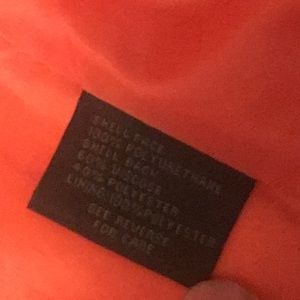 SHELL FACE
100% POLYURETHANE
SHELL BACK
60% VISCOSE
40% POLYESTER
LINING:100%POLYESTER
SEE REVERSE
FOR CARE